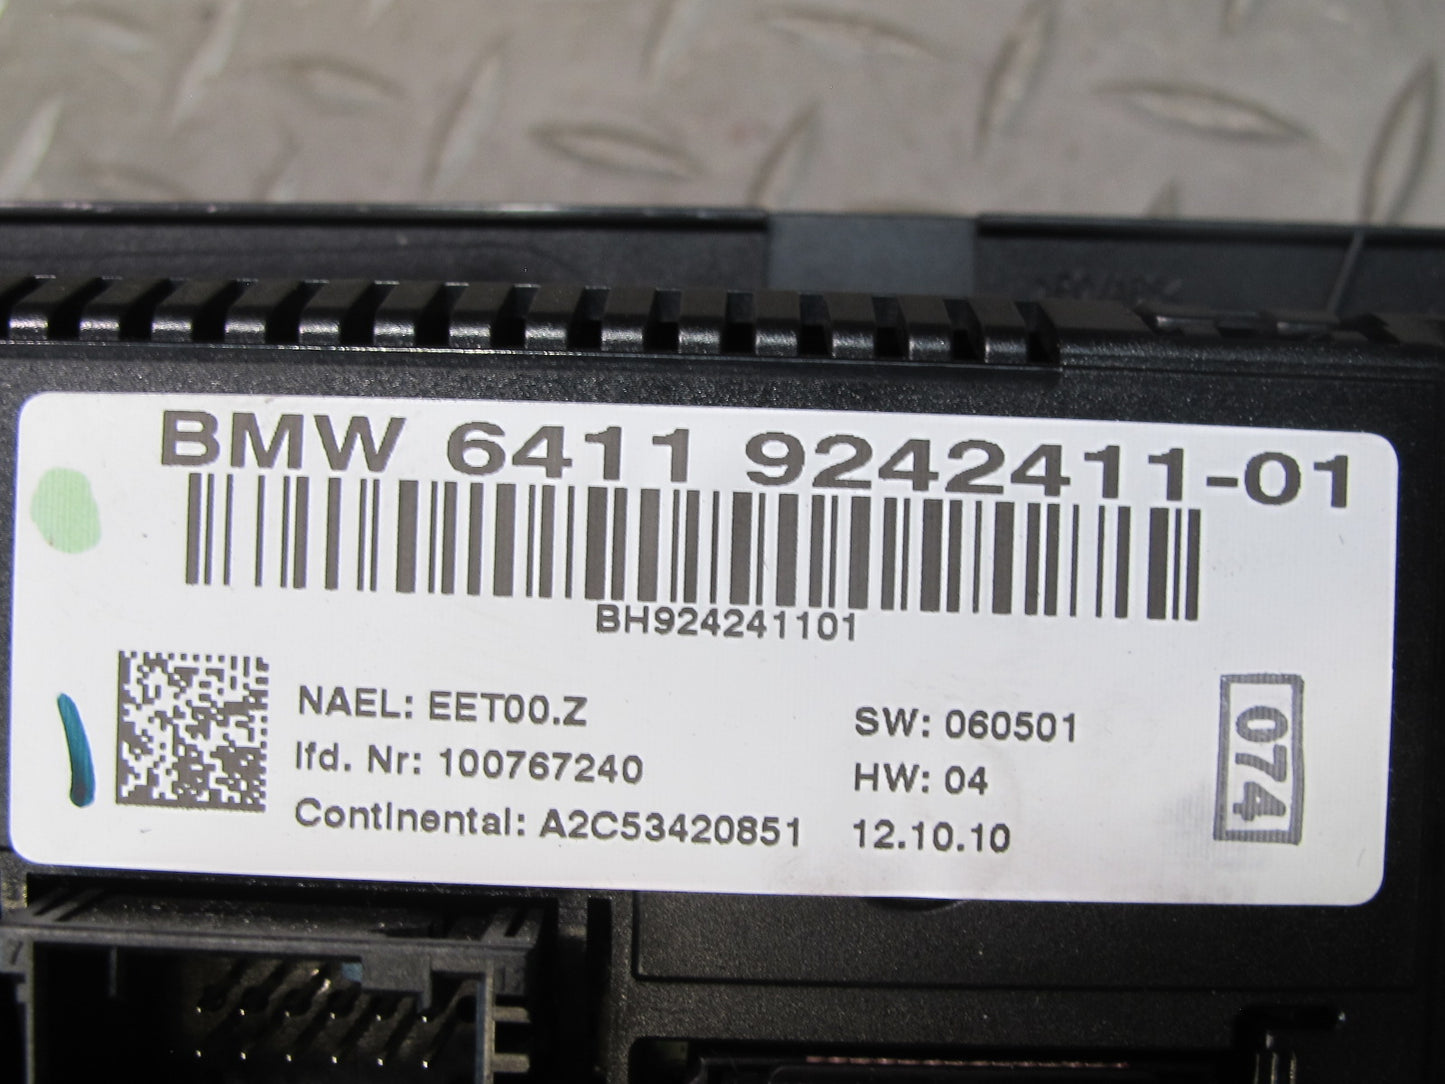 BMW 6411 9242411-01
BH924241101
NAEL: EET00.Z
lfd. Nr: 100767240
Continental: A2C53420851
SW: 060501
HW: 04
12.10.10
074